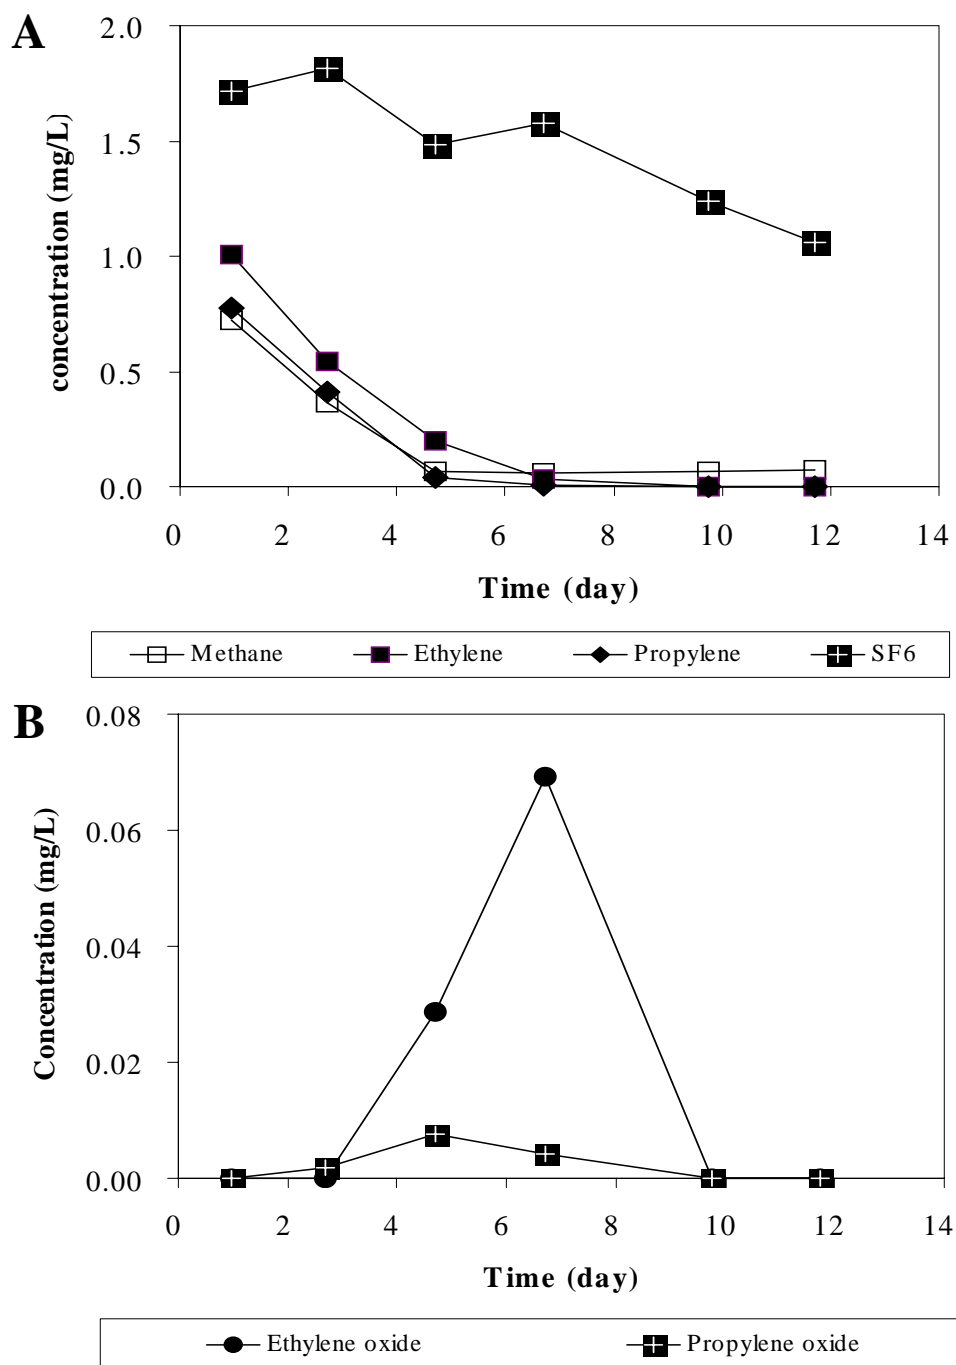 A
concentration (mg/L)
2.0
1.5
1.0
0.5
0.0
0 2 4 6 8 10 12 14
Time (day)
Methane Ethylene Propylene SF6
B
Concentration (mg/L)
0.08
0.06
0.04
0.02
0.00
0 2 4 6 8 10 12 14
Time (day)
Ethylene oxide Propylene oxide